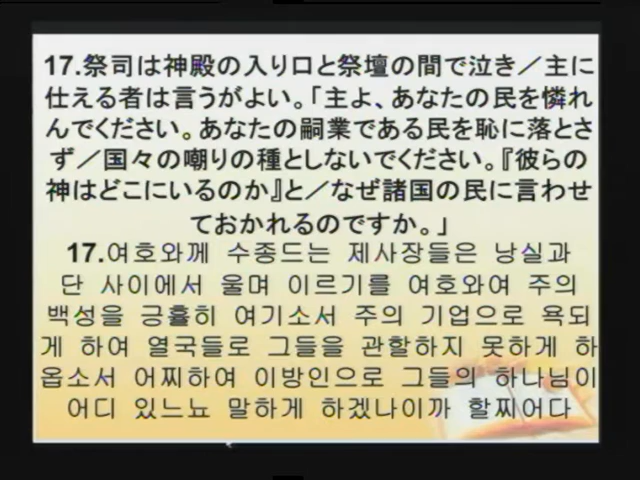 17.祭司は神殿の入り口と祭壇の間で泣き／主に
仕える者は言うがよい。「主よ、あなたの民を憐れ
んでください。あなたの嗣業である民を恥に落とさ
ず／国々の嘲りの種としないでください。『彼らの
神はどこにいるのか』と／なぜ諸国の民に言わせ
ておかれるのですか。」
17.여호와께 수종드는 제사장들은 낭실과
단 사이에서 울며 이르기를 여호와여 주의
백성을 긍휼히 여기소서 주의 기업으로 욕되
게 하여 열국들로 그들을 관할하지 못하게 하
옵소서 어찌하여 이방인으로 그들의 하나님이
어디 있느뇨 말하게 하겠나이까 할찌어다